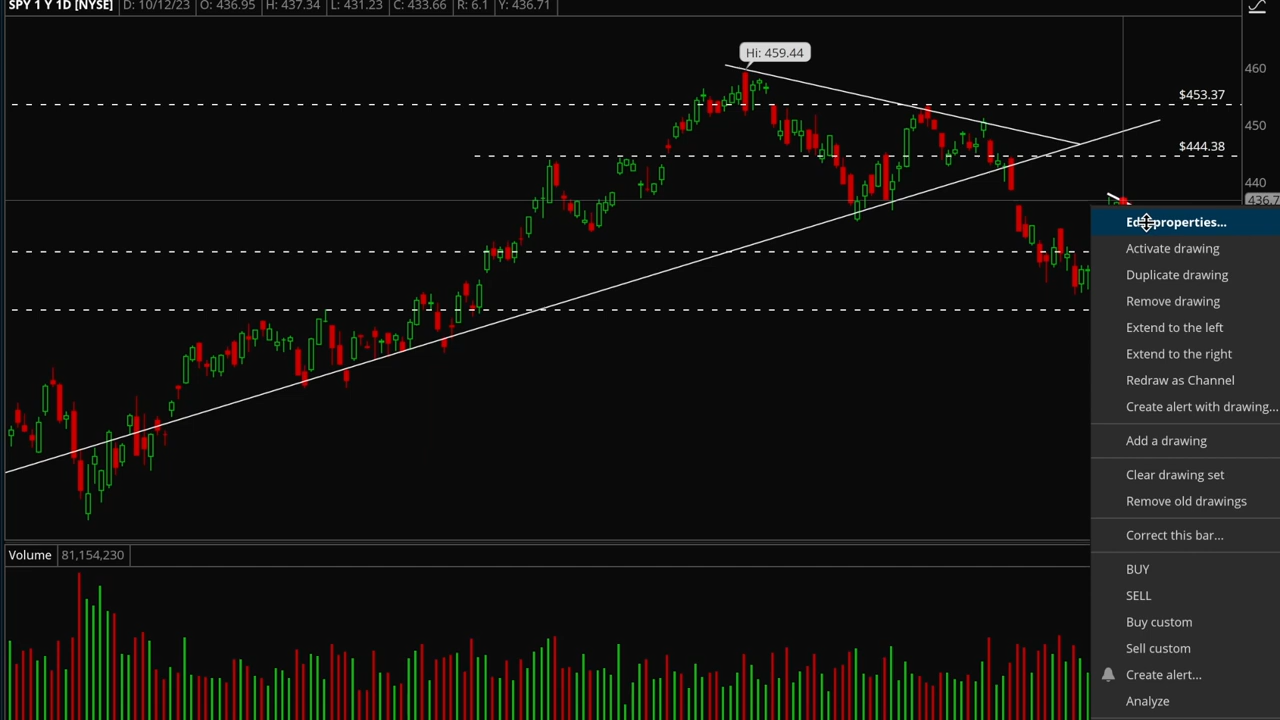 SPY 1 Y 1D [NYSE] D: 10/12/23 O: 436.95 H: 437.34 L: 431.23 C: 433.66 R: 6.1 Y: 436.71
Hi: 459.44
460
$453.37
450
$444.38
440
436.7
Edit properties...
Activate drawing
Duplicate drawing
Remove drawing
Extend to the left
Extend to the right
Redraw as Channel
Create alert with drawing...
Add a drawing
Clear drawing set
Remove old drawings
Correct this bar...
BUY
SELL
Buy custom
Sell custom
Create alert...
Analyze
Volume 81,154,230